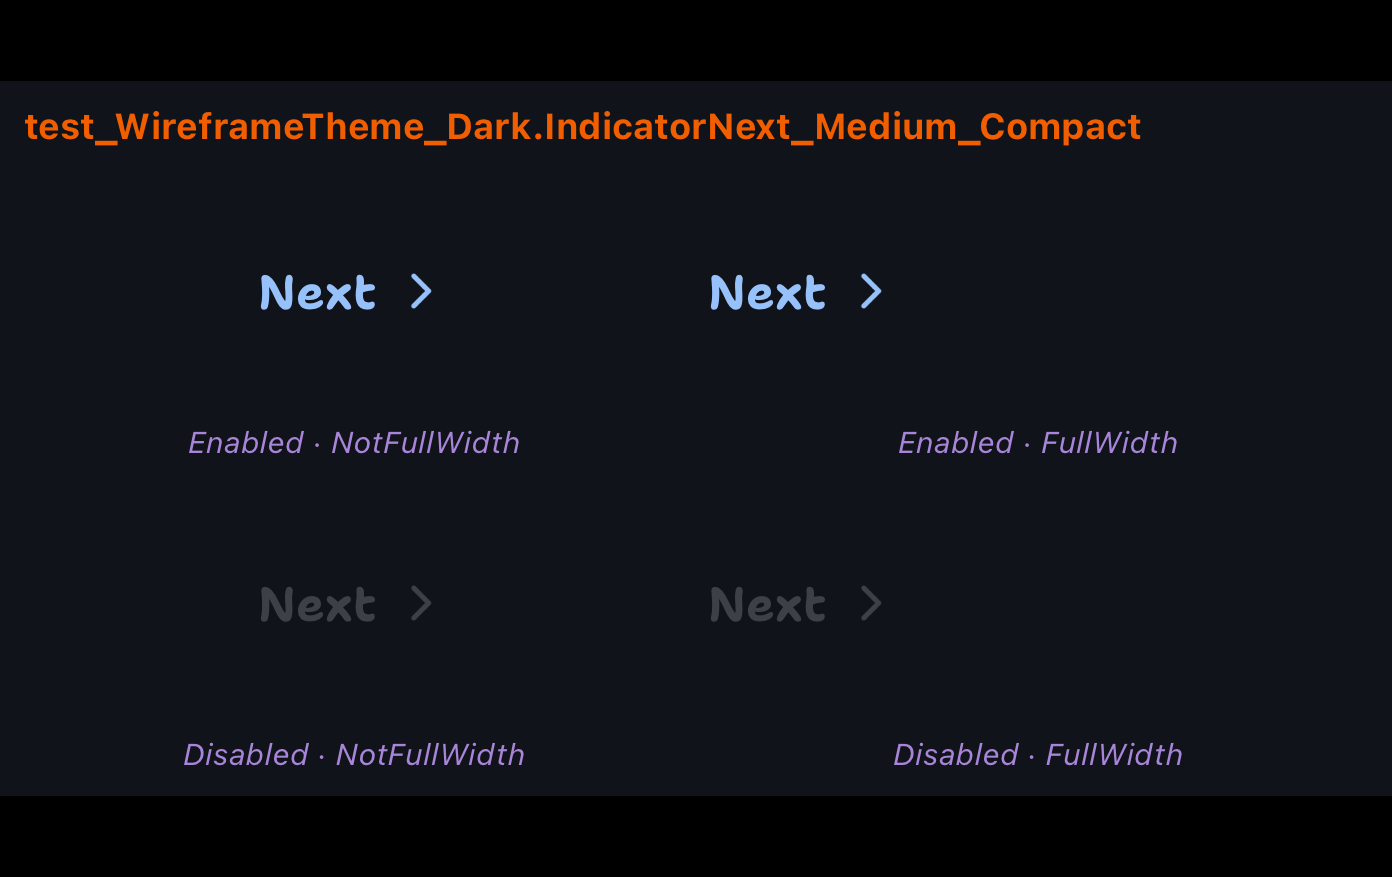 test_WireframeTheme_Dark.IndicatorNext_Medium_Compact
Next Next
Enabled · NotFullWidth Enabled · FullWidth
Next Next
Disabled · NotFullWidth Disabled · FullWidth